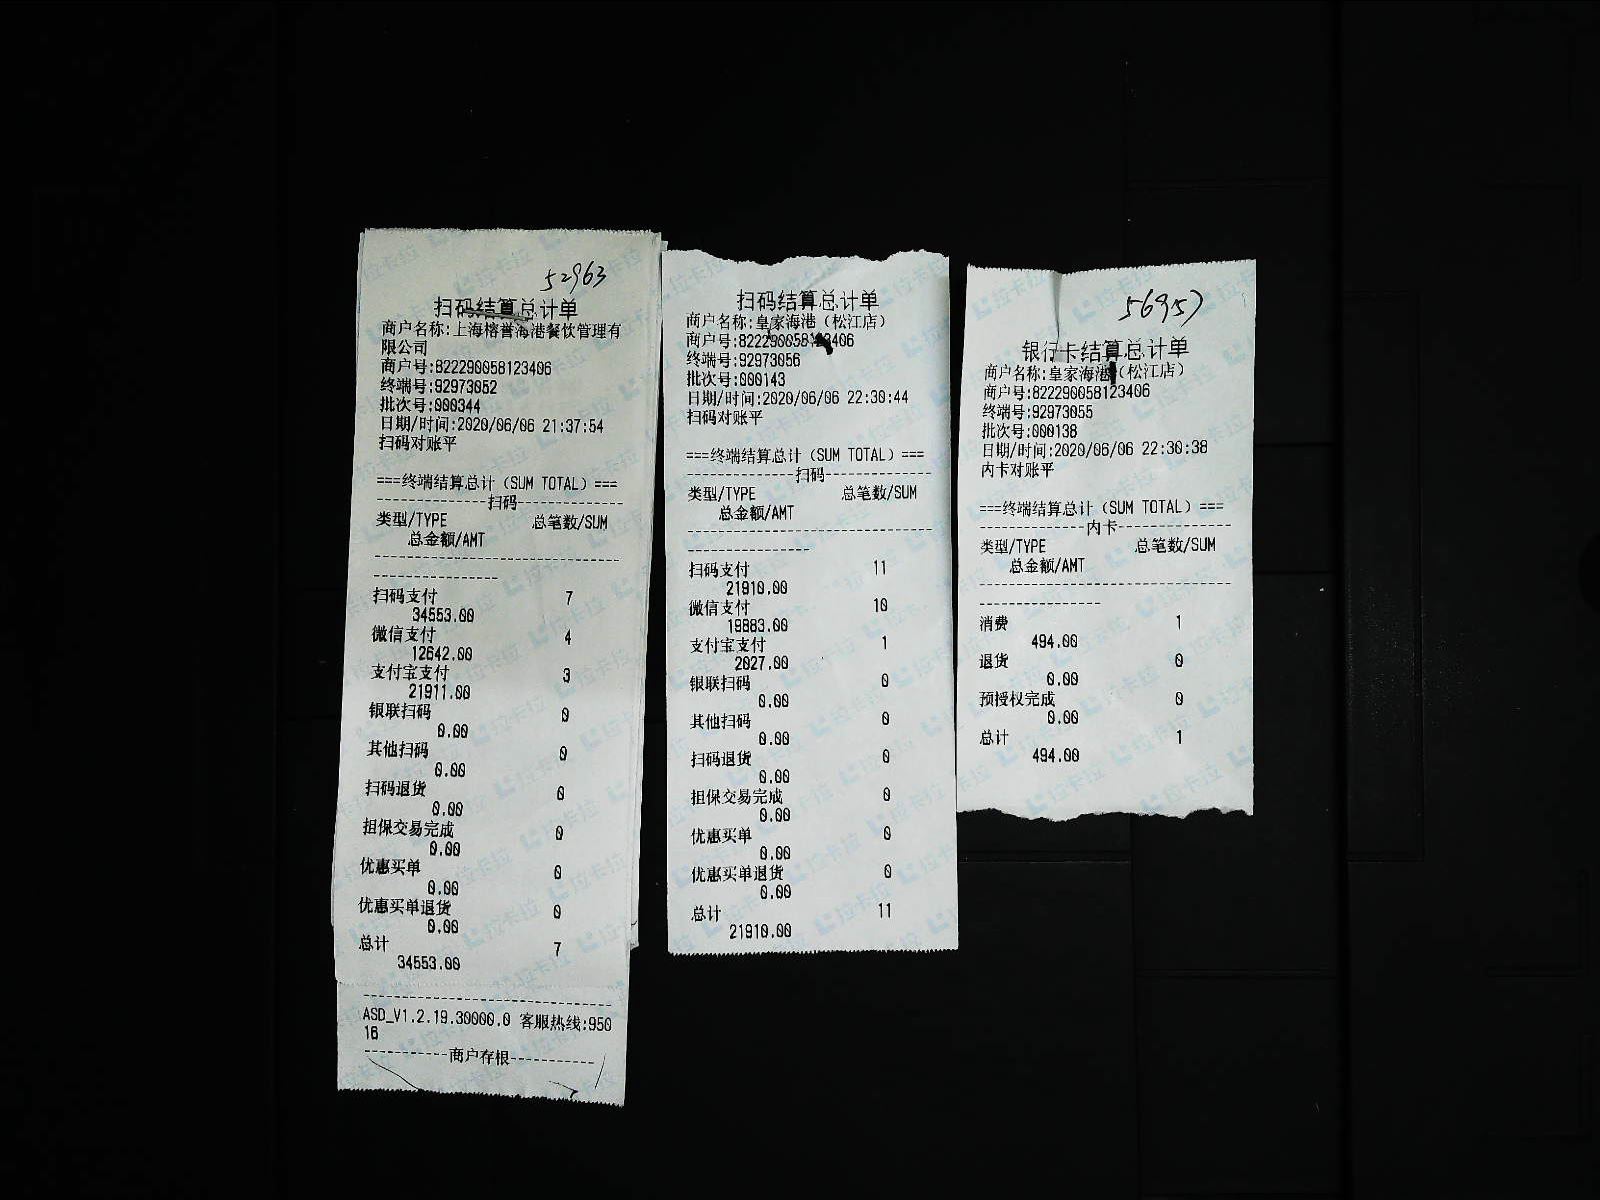 52963
扫码结算总计单
商户名称:上海榕誉海港餐饮管理有
限公司
商户号:822290058123406
终端号:92973052
批次号:000344
日期/时间:2020/06/06 21:37:54
扫码对账平
===终端结算总计(SUM TOTAL)===
--------------扫码--------------
类型/TYPE 总笔数/SUM
总金额/AMT
扫码支付 7
34553.00
微信支付 4
12642.00
支付宝支付 3
21911.00
银联扫码 0
0.00
其他扫码 0
0.00
扫码退货 0
0.00
担保交易完成 0
0.00
优惠买单 0
0.00
优惠买单退货 0
0.00
总计 7
34553.00
ASD_V1.2.19.30000.0 客服热线:950
16
-----------商户存根-----------
扫码结算总计单
商户名称:皇家海港(松江店)
商户号:822290058123406
终端号:92973056
批次号:000143
日期/时间:2020/06/06 22:30:44
扫码对账平
===终端结算总计(SUM TOTAL)===
--------------扫码--------------
类型/TYPE 总笔数/SUM
总金额/AMT
扫码支付 11
21910.00
微信支付 10
19883.00
支付宝支付 1
2027.00
银联扫码 0
0.00
其他扫码 0
0.00
扫码退货 0
0.00
担保交易完成 0
0.00
优惠买单 0
0.00
优惠买单退货 0
0.00
总计 11
21910.00
56957
银行卡结算总计单
商户名称:皇家海港(松江店)
商户号:822290058123406
终端号:92973055
批次号:000138
日期/时间:2020/06/06 22:30:38
内卡对账平
===终端结算总计(SUM TOTAL)===
--------------内卡--------------
类型/TYPE 总笔数/SUM
总金额/AMT
消费 1
494.00
退货 0
0.00
预授权完成 0
0.00
总计 1
494.00